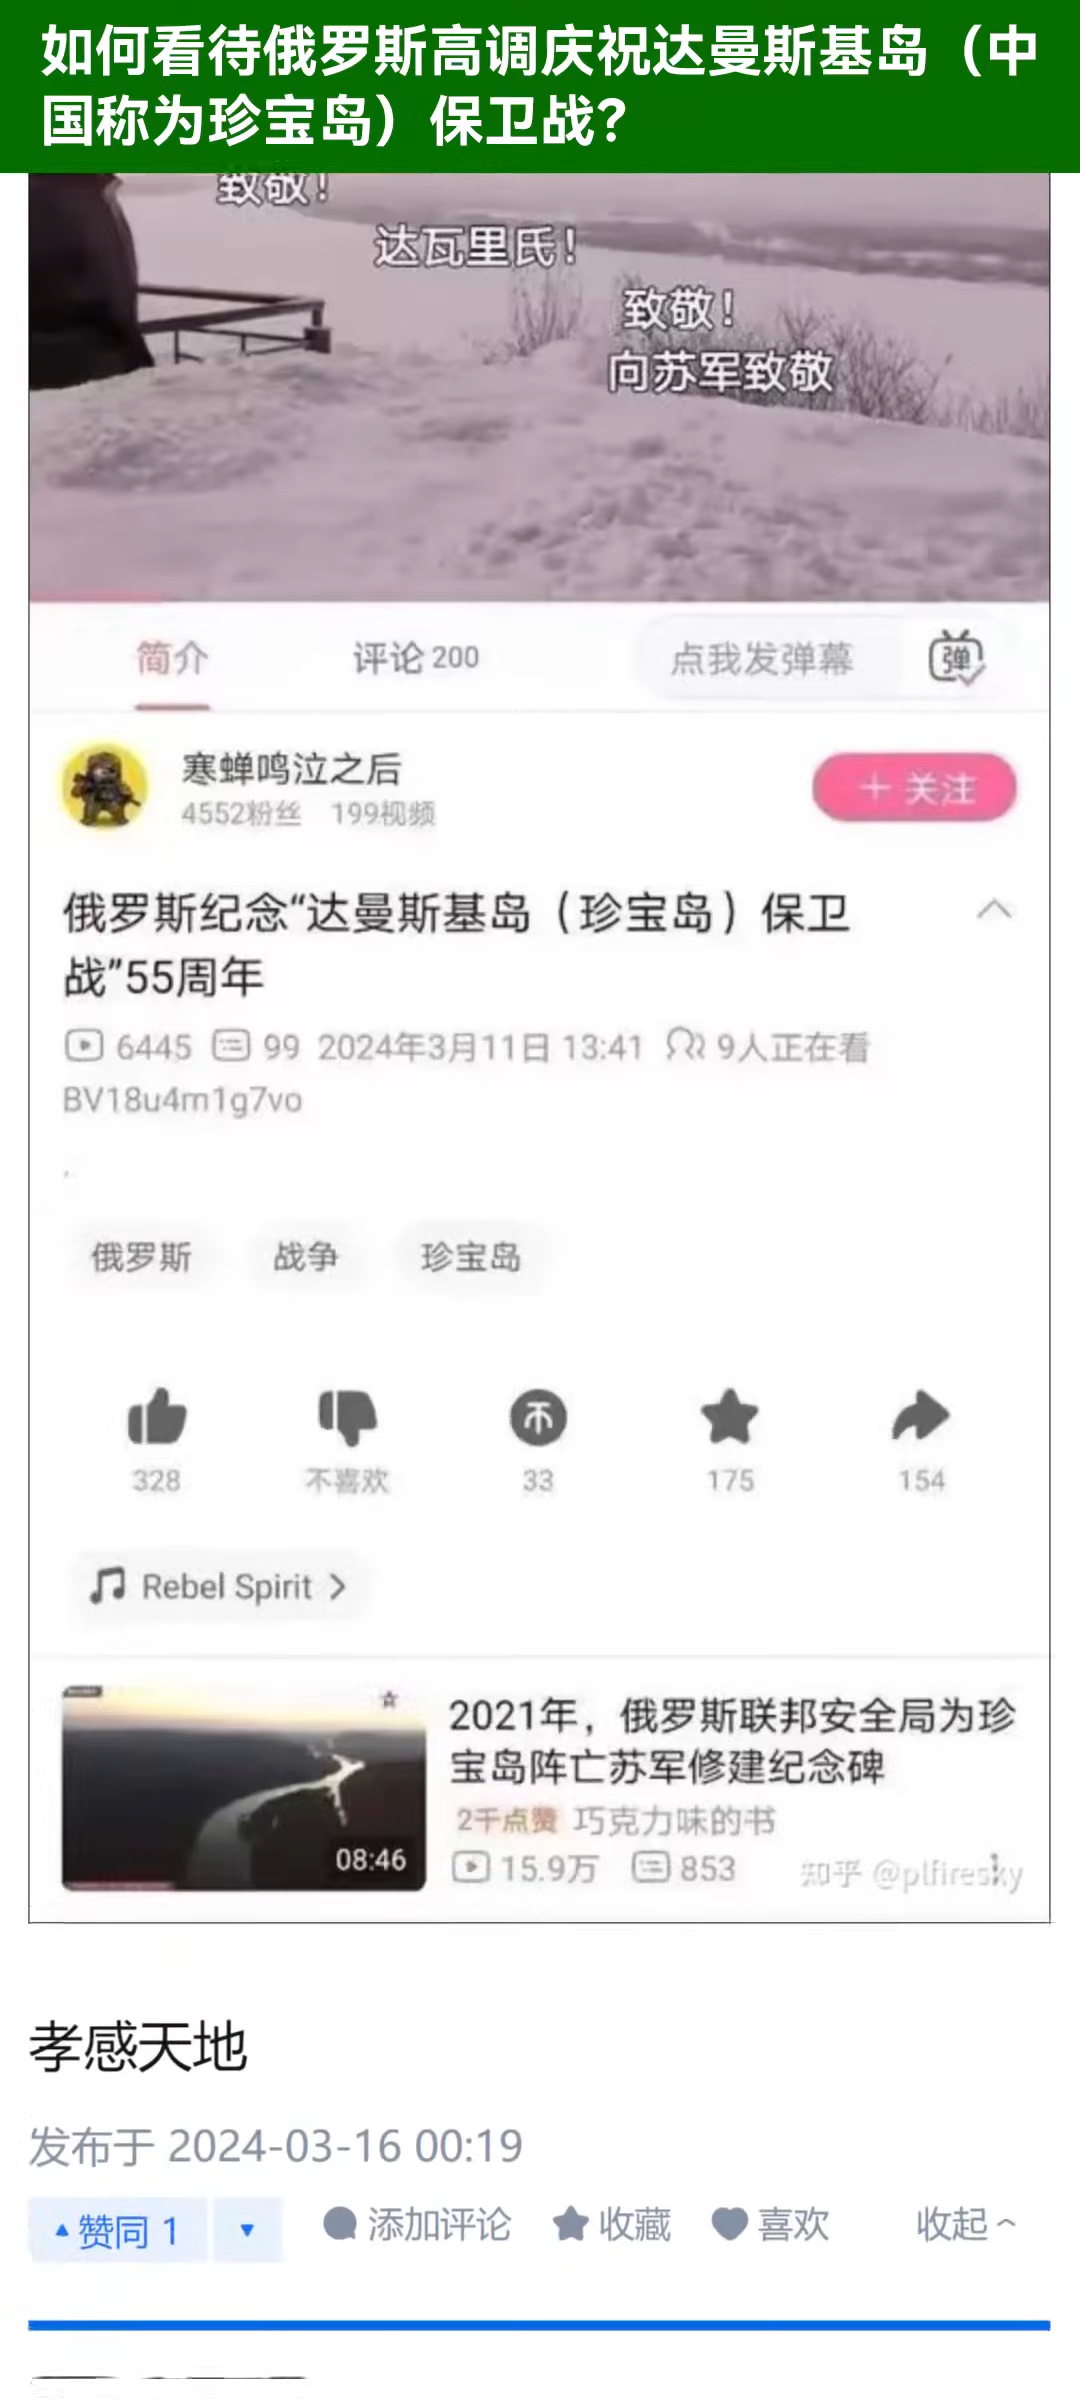 如何看待俄罗斯高调庆祝达曼斯基岛（中
国称为珍宝岛）保卫战？
致敬！
达瓦里氏！
致敬！
向苏军致敬
简介
评论 200
点我发弹幕
弹
寒蝉鸣泣之后
4552粉丝 199视频
＋ 关注
俄罗斯纪念“达曼斯基岛（珍宝岛）保卫
战”55周年
6445 99 2024年3月11日 13:41 9人正在看
BV18u4m1g7vo
俄罗斯 战争 珍宝岛
328 不喜欢 33 175 154
Rebel Spirit
2021年，俄罗斯联邦安全局为珍
宝岛阵亡苏军修建纪念碑
2千点赞 巧克力味的书
08:46
15.9万 853
知乎 @plfiresky
孝感天地
发布于 2024-03-16 00:19
赞同 1 添加评论 收藏 喜欢 收起